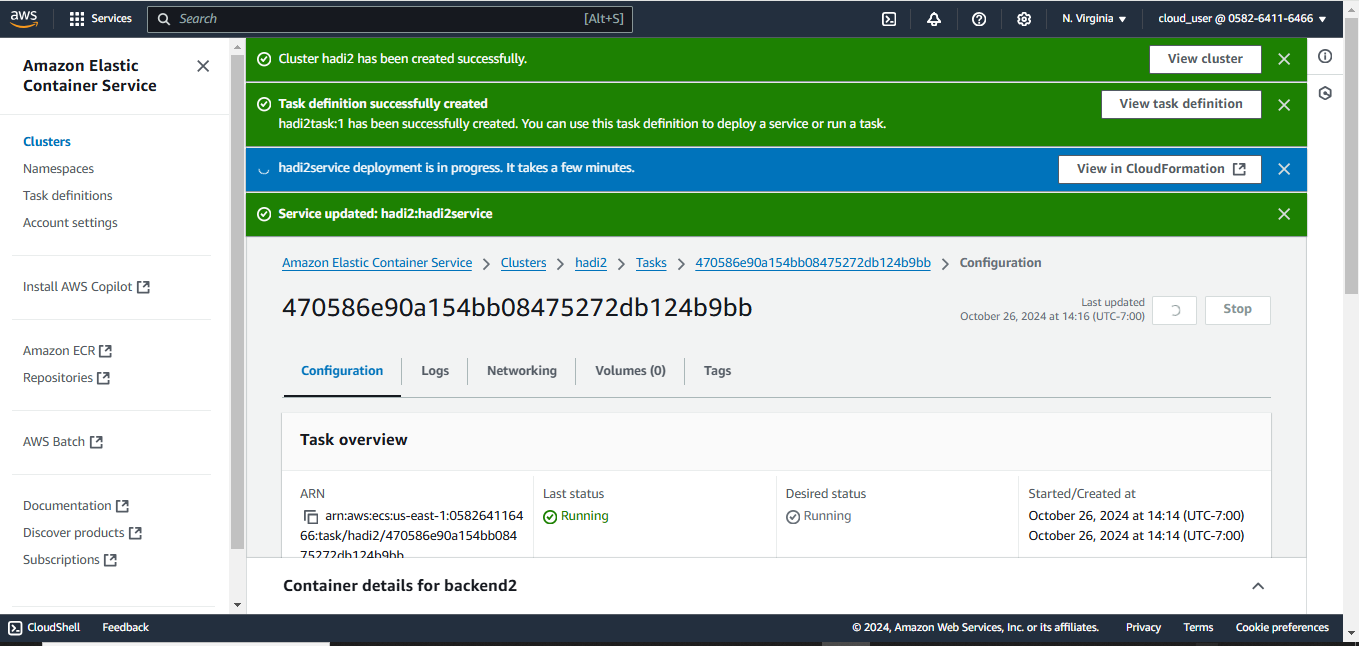 aws
Services
Search
[Alt+S]
N. Virginia
cloud_user @ 0582-6411-6466
Amazon Elastic
Container Service
Clusters
Namespaces
Task definitions
Account settings
Install AWS Copilot
Amazon ECR
Repositories
AWS Batch
Documentation
Discover products
Subscriptions
Cluster hadi2 has been created successfully.
View cluster
Task definition successfully created
hadi2task:1 has been successfully created. You can use this task definition to deploy a service or run a task.
View task definition
hadi2service deployment is in progress. It takes a few minutes.
View in CloudFormation
Service updated: hadi2:hadi2service
Amazon Elastic Container Service
Clusters
hadi2
Tasks
470586e90a154bb08475272db124b9bb
Configuration
470586e90a154bb08475272db124b9bb
Last updated
October 26, 2024 at 14:16 (UTC-7:00)
Stop
Configuration
Logs
Networking
Volumes (0)
Tags
Task overview
ARN
arn:aws:ecs:us-east-1:0582641164
66:task/hadi2/470586e90a154bb084
75272db124b9bb
Last status
Running
Desired status
Running
Started/Created at
October 26, 2024 at 14:14 (UTC-7:00)
October 26, 2024 at 14:14 (UTC-7:00)
Container details for backend2
CloudShell
Feedback
© 2024, Amazon Web Services, Inc. or its affiliates.
Privacy
Terms
Cookie preferences